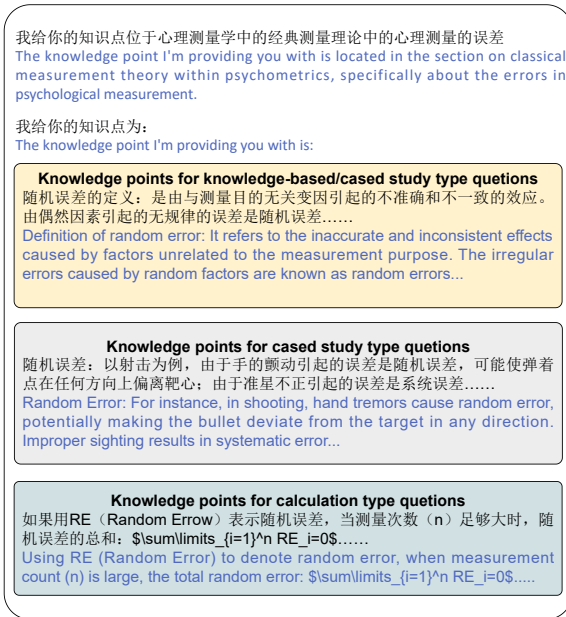 我给你的知识点位于心理测量学中的经典测量理论中的心理测量的误差
The knowledge point I'm providing you with is located in the section on classical
measurement theory within psychometrics, specifically about the errors in
psychological measurement.
我给你的知识点为：
The knowledge point I'm providing you with is:
Knowledge points for knowledge-based/cased study type quetions
随机误差的定义：是由与测量目的无关变因引起的不准确和不一致的效应。
由偶然因素引起的无规律的误差是随机误差……
Definition of random error: It refers to the inaccurate and inconsistent effects
caused by factors unrelated to the measurement purpose. The irregular
errors caused by random factors are known as random errors...
Knowledge points for cased study type quetions
随机误差：以射击为例，由于手的颤动引起的误差是随机误差，可能使弹着
点在任何方向上偏离靶心；由于准星不正引起的误差是系统误差……
Random Error: For instance, in shooting, hand tremors cause random error,
potentially making the bullet deviate from the target in any direction.
Improper sighting results in systematic error...
Knowledge points for calculation type quetions
如果用RE（Random Errow）表示随机误差，当测量次数（n）足够大时，随
机误差的总和：$\sum\limits_{i=1}^n RE_i=0$……
Using RE (Random Error) to denote random error, when measurement
count (n) is large, the total random error: $\sum\limits_{i=1}^n RE_i=0$.....